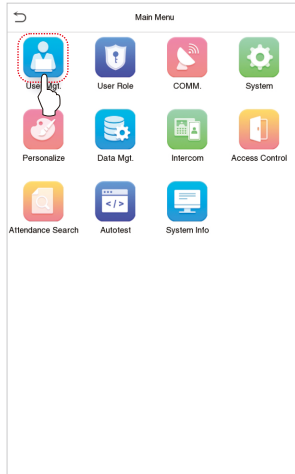 Main Menu
User Mgt.
User Role
COMM.
System
Personalize
Data Mgt.
Intercom
Access Control
Attendance Search
Autotest
System Info